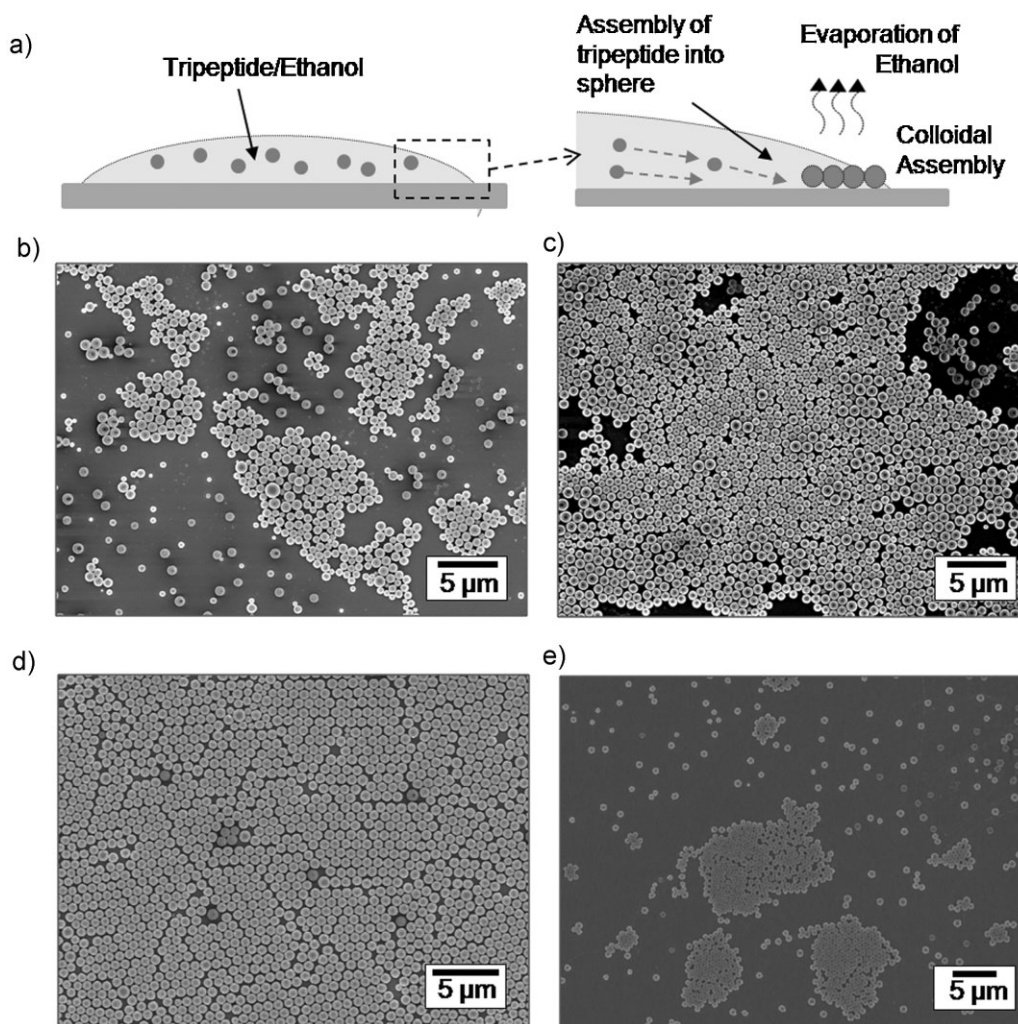 a)
Tripeptide/Ethanol
Assembly of
tripeptide into
sphere
Evaporation of
Ethanol
Colloidal
Assembly
b)
5 µm
c)
5 µm
d)
5 µm
e)
5 µm